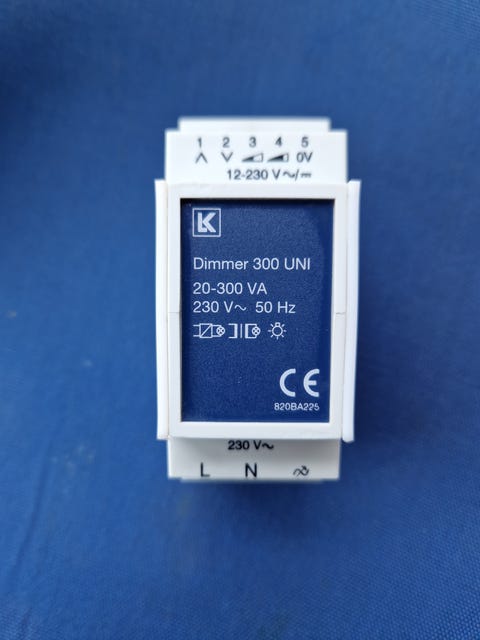 1 2 3 4 5
0V
12-230 V
LK
Dimmer 300 UNI
20-300 VA
230 V~ 50 Hz
CE
820BA225
230 V~
L N